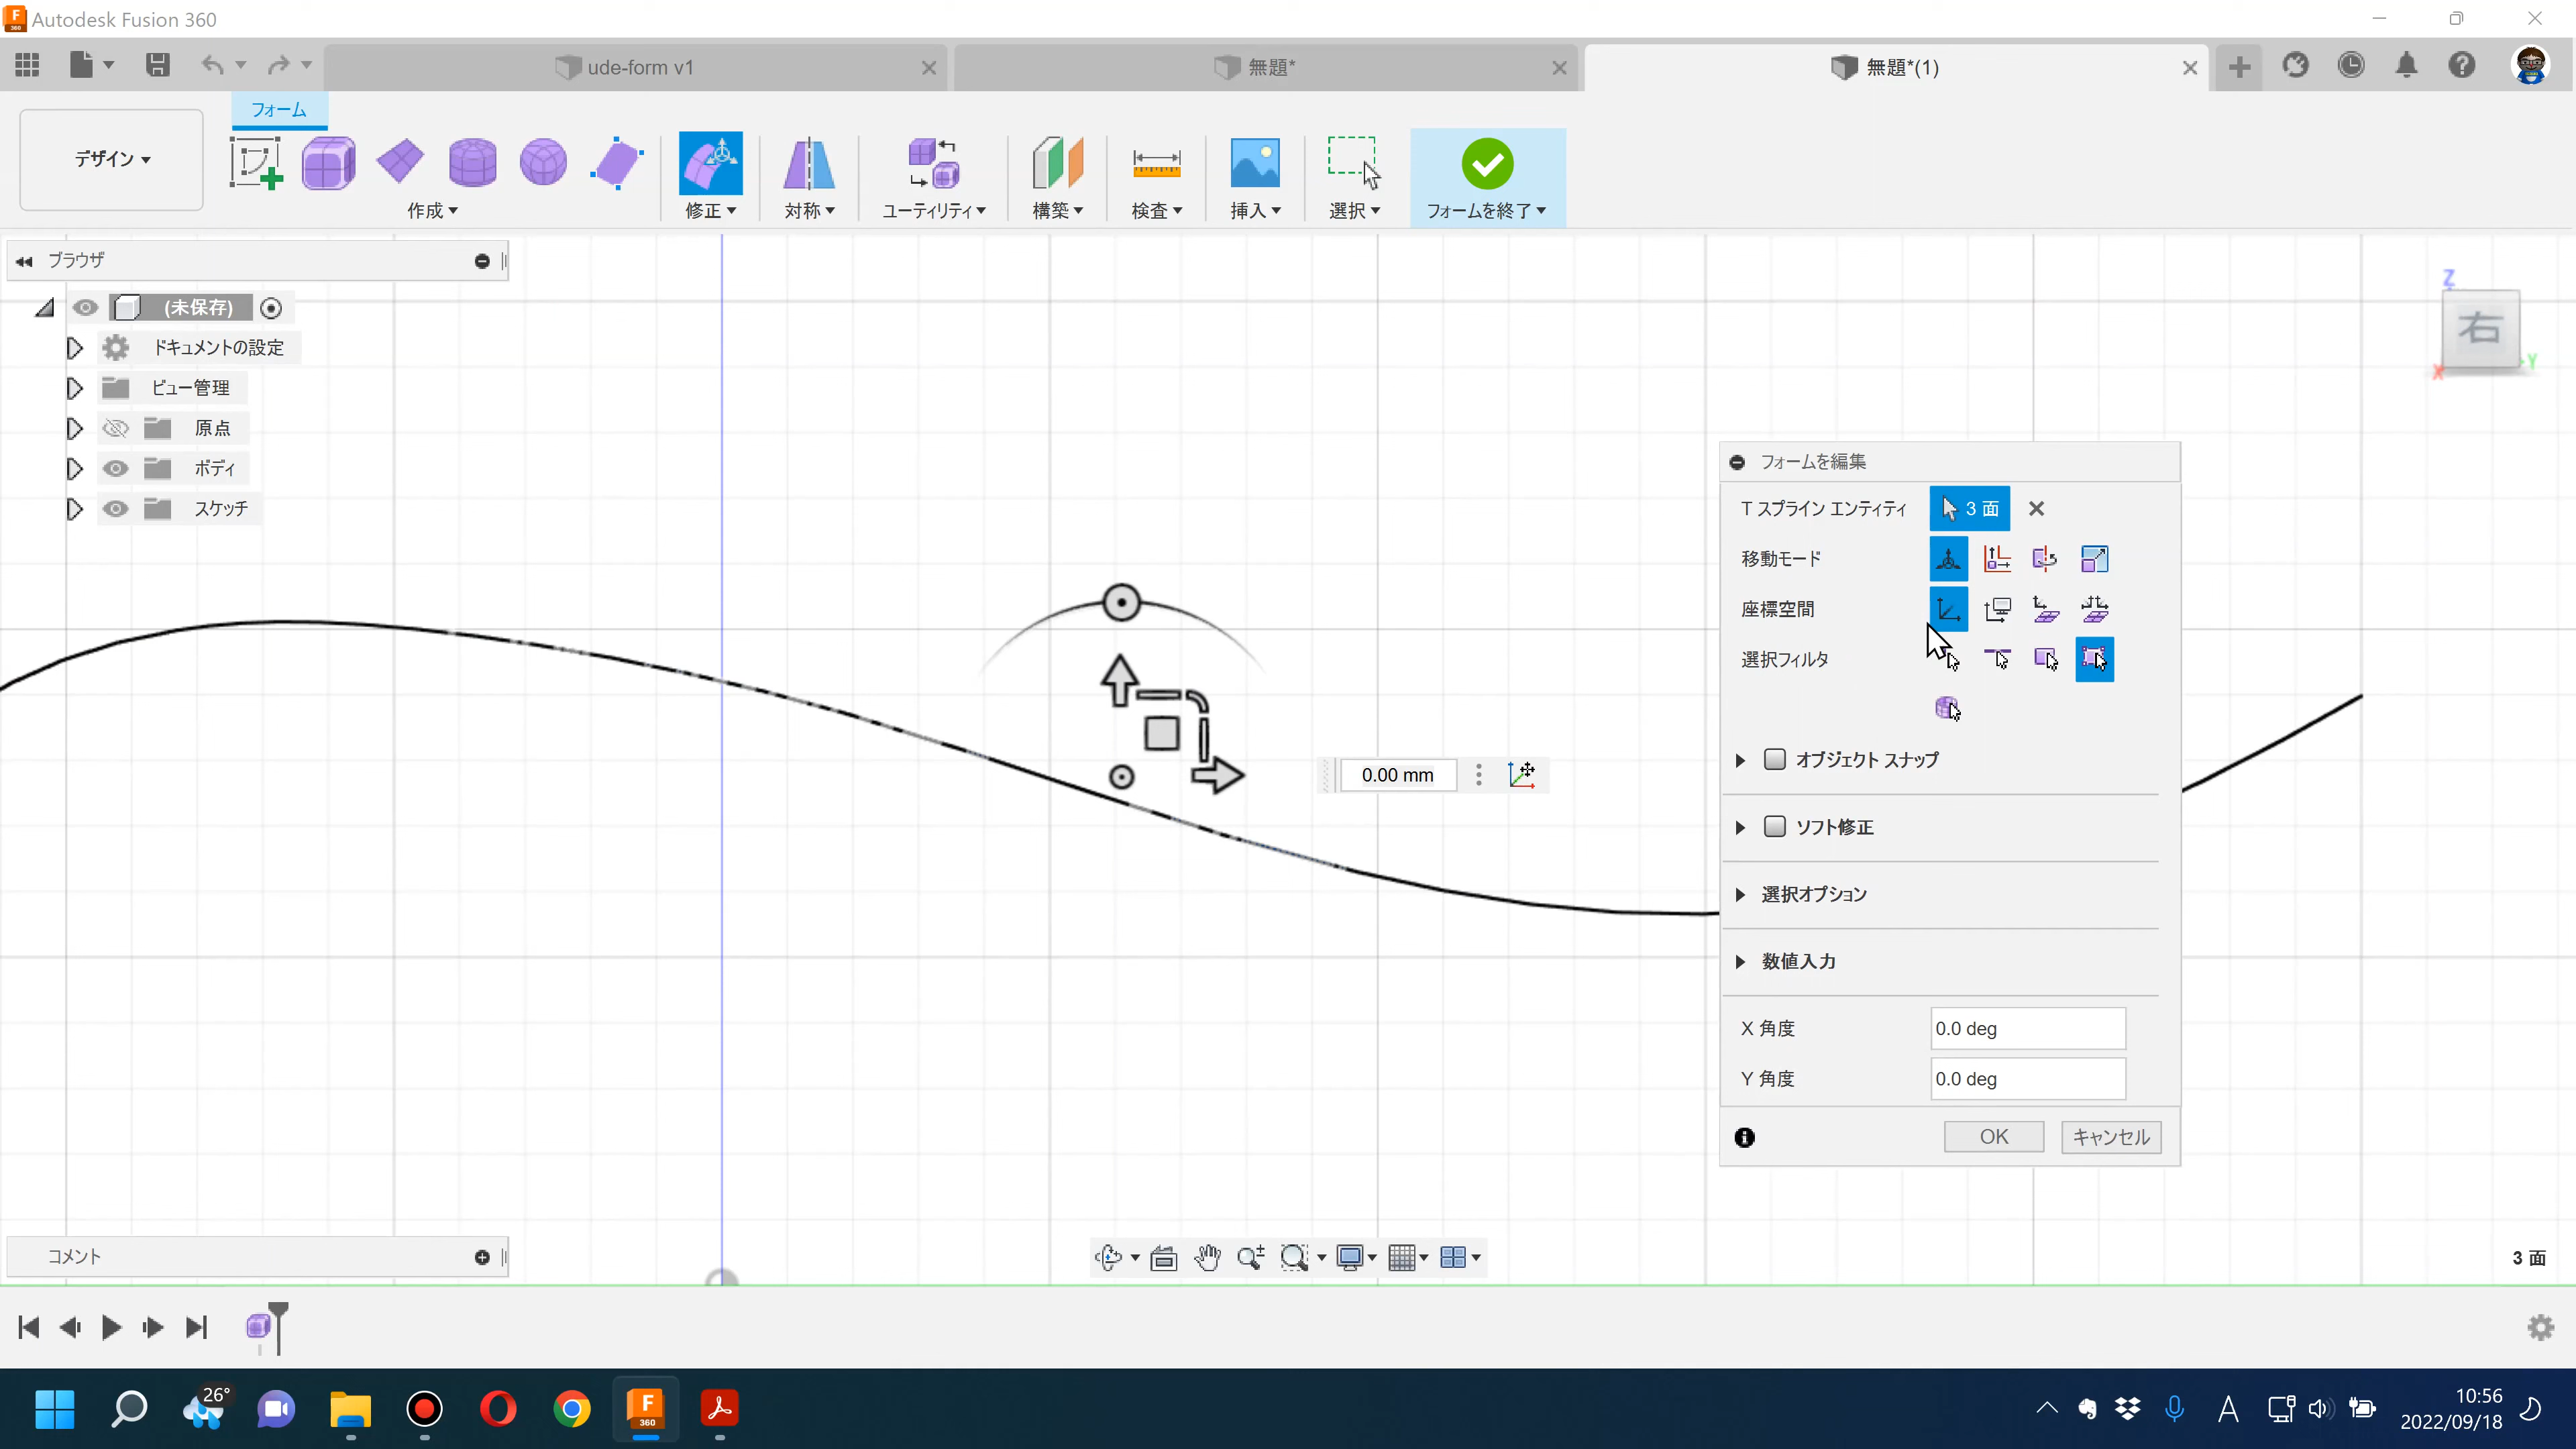 Autodesk Fusion 360
ude-form v1
無題*
無題*(1)
フォーム
デザイン
作成
修正
対称
ユーティリティ
構築
検査
挿入
選択
フォームを終了
ブラウザ
(未保存)
ドキュメントの設定
ビュー管理
原点
ボディ
スケッチ
Z
右
X
Y
フォームを編集
T スプライン エンティティ
3 面
移動モード
座標空間
選択フィルタ
0.00 mm
オブジェクト スナップ
ソフト修正
選択オプション
数値入力
X 角度
0.0 deg
Y 角度
0.0 deg
OK
キャンセル
コメント
3 面
26°
F
360
A
10:56
2022/09/18